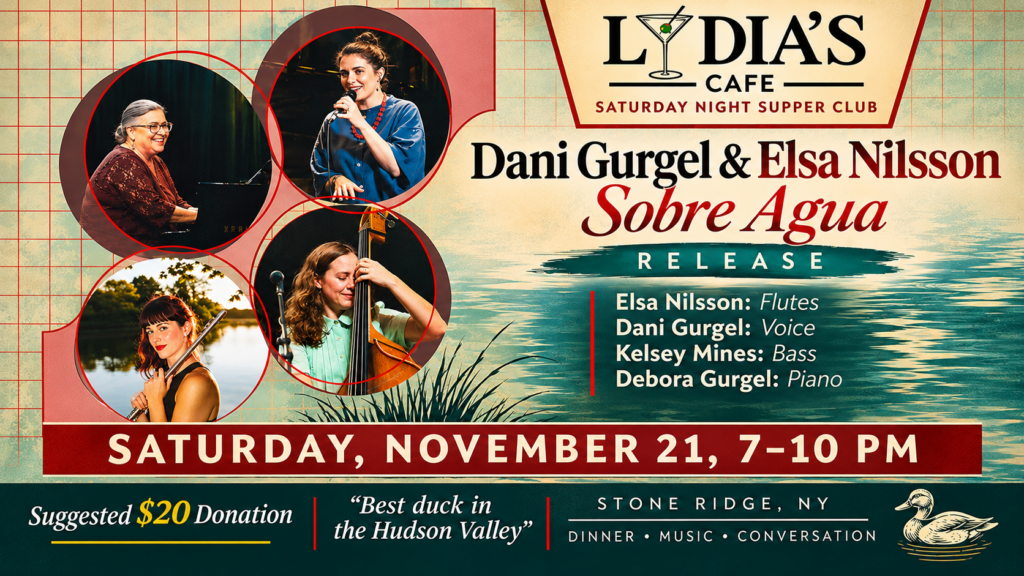 LYDIA'S
CAFE
SATURDAY NIGHT SUPPER CLUB
Dani Gurgel & Elsa Nilsson
Sobre Agua
RELEASE
Elsa Nilsson: Flutes
Dani Gurgel: Voice
Kelsey Mines: Bass
Debora Gurgel: Piano
SATURDAY, NOVEMBER 21, 7–10 PM
Suggested $20 Donation
“Best duck in
the Hudson Valley”
STONE RIDGE, NY
DINNER • MUSIC • CONVERSATION